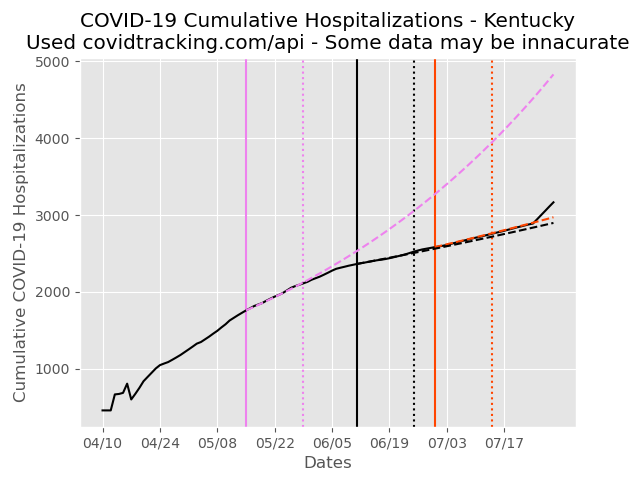 COVID-19 Cumulative Hospitalizations - Kentucky
Used covidtracking.com/api - Some data may be innacurate
Cumulative COVID-19 Hospitalizations
5000
4000
3000
2000
1000
04/10 04/24 05/08 05/22 06/05 06/19 07/03 07/17
Dates